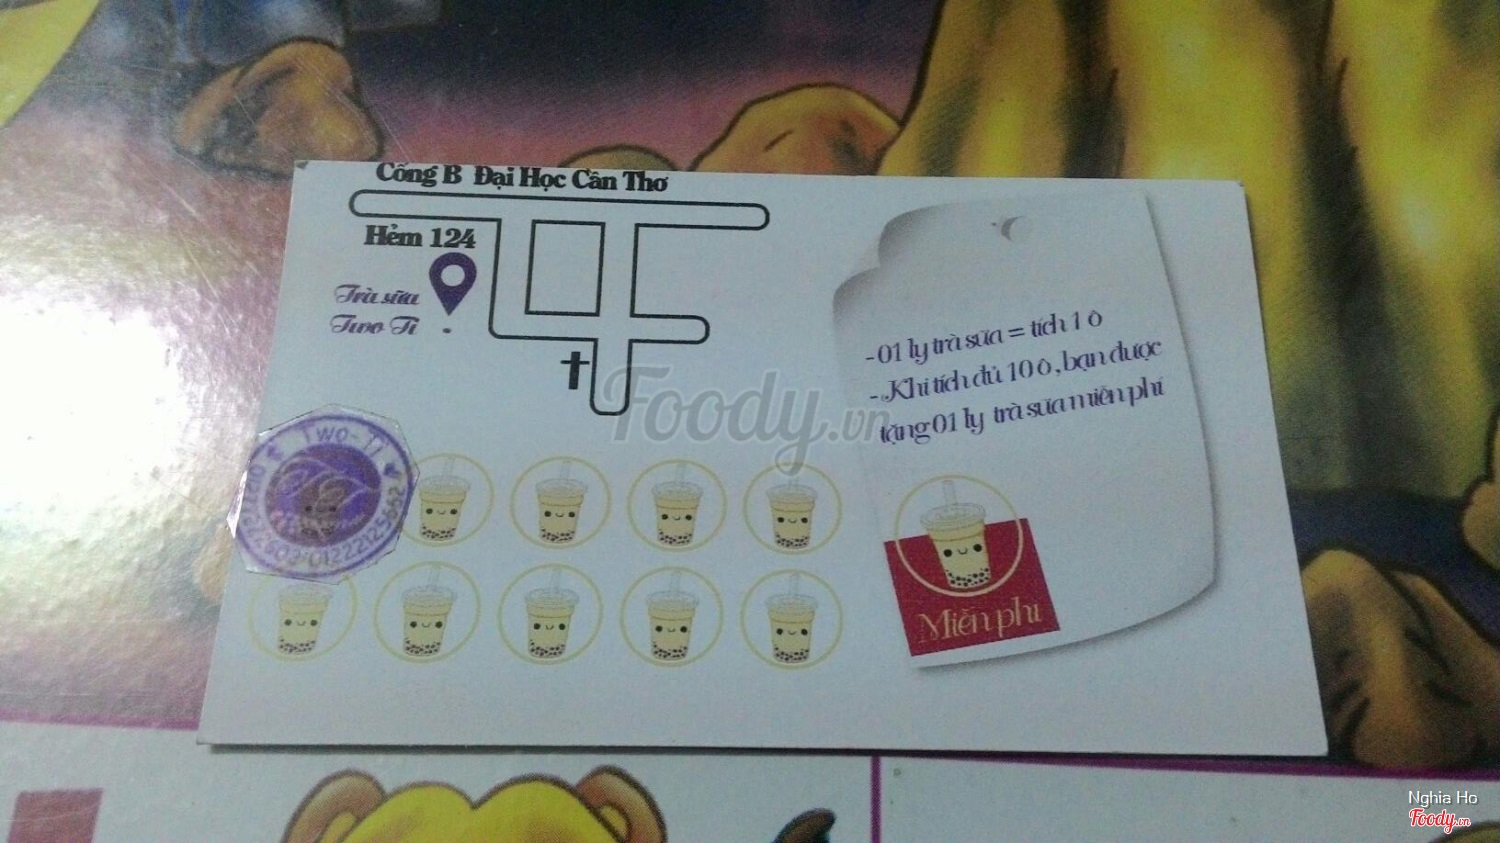 Cổng B Đại Học Cần Thơ
Hẻm 124
Trà sữa
Two Ti
- 01 ly trà sữa = tích 1 ô
- Khi tích đủ 10 ô, bạn được
tặng 01 ly trà sữa miễn phí
Foody.vn
Two-Ti
01222125662
Miễn phí
Nghia Ho
Foody.vn